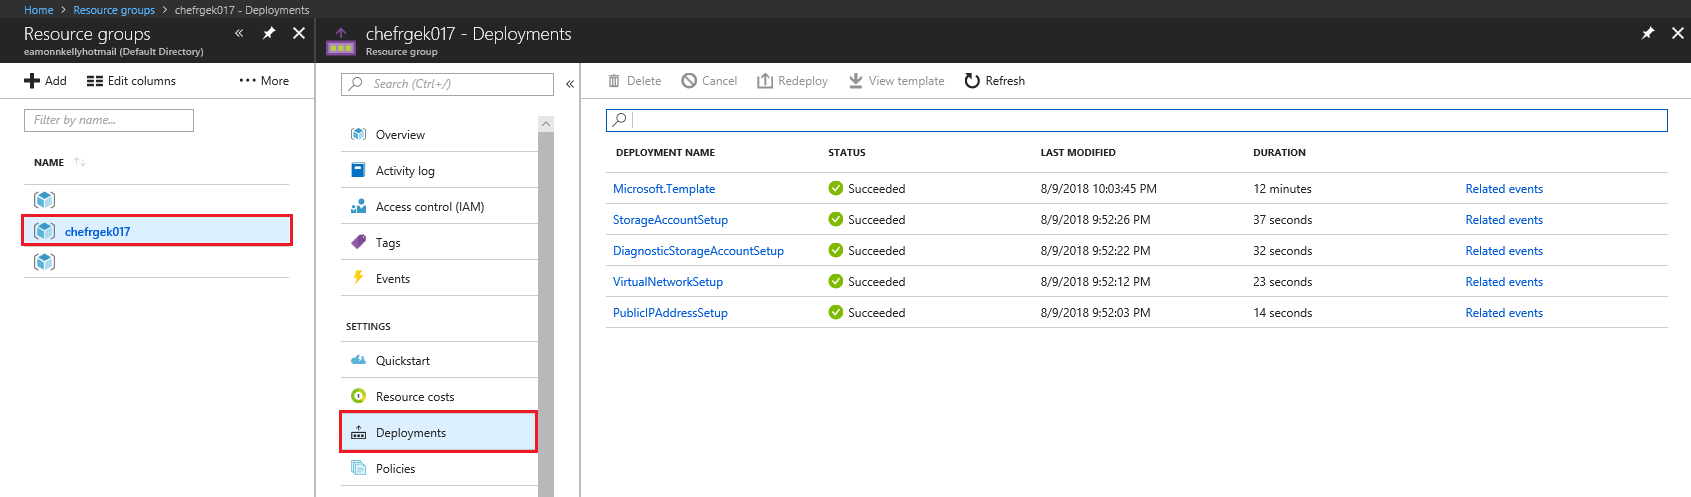 Home > Resource groups > chefrgek017 - Deployments
Resource groups
eamonnkellyhotmail (Default Directory)
Add
Edit columns
More
Filter by name...
NAME
chefrgek017
chefrgek017 - Deployments
Resource group
Search (Ctrl+/)
Overview
Activity log
Access control (IAM)
Tags
Events
SETTINGS
Quickstart
Resource costs
Deployments
Policies
Delete
Cancel
Redeploy
View template
Refresh
DEPLOYMENT NAME STATUS LAST MODIFIED DURATION
Microsoft.Template Succeeded 8/9/2018 10:03:45 PM 12 minutes Related events
StorageAccountSetup Succeeded 8/9/2018 9:52:26 PM 37 seconds Related events
DiagnosticStorageAccountSetup Succeeded 8/9/2018 9:52:22 PM 32 seconds Related events
VirtualNetworkSetup Succeeded 8/9/2018 9:52:12 PM 23 seconds Related events
PublicIPAddressSetup Succeeded 8/9/2018 9:52:03 PM 14 seconds Related events